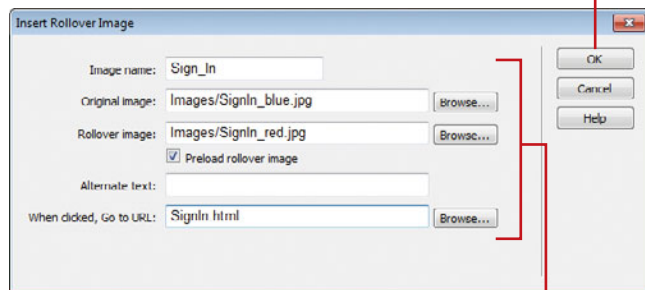 Insert Rollover Image
Image name: Sign_In
OK
Original image: Images/SignIn_blue.jpg Browse...
Cancel
Rollover image: Images/SignIn_red.jpg Browse...
Help
Preload rollover image
Alternate text:
When clicked, Go to URL: SignIn.html Browse...